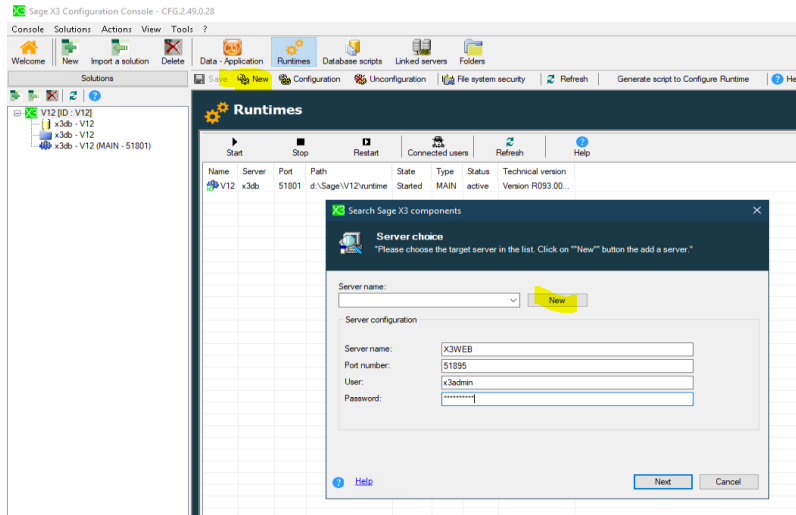 Sage X3 Configuration Console - CFG.2.49.0.28
Console Solutions Actions View Tools ?
Welcome New Import a solution Delete Data - Application Runtimes Database scripts Linked servers Folders
Solutions Save New Configuration Unconfiguration File system security Refresh Generate script to Configure Runtime He
V12 [ID : V12]
x3db - V12
x3db - V12
x3db - V12 (MAIN - 51801)
Runtimes
Start Stop Restart Connected users Refresh Help
Name Server Port Path State Type Status Technical version
V12 x3db 51801 d:\Sage\V12\runtime Started MAIN active Version R093.00...
Search Sage X3 components
Server choice
"Please choose the target server in the list. Click on ""New"" button the add a server."
Server name:
New
Server configuration
Server name: X3WEB
Port number: 51895
User: x3admin
Password: **********
Help
Next Cancel